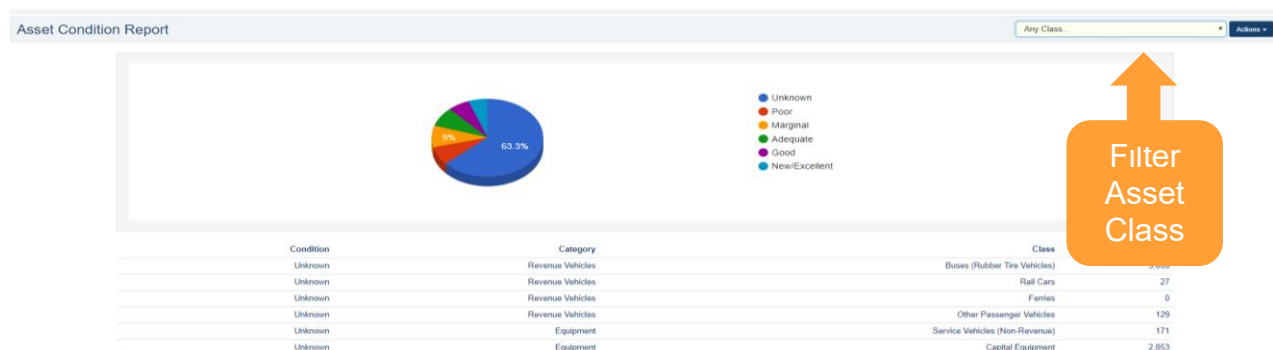 Asset Condition Report Any Class... Actions
Unknown
Poor
Marginal
Adequate
Good
New/Excellent
9%
63.3%
Filter
Asset
Class
Condition Category Class
Unknown Revenue Vehicles Buses (Rubber Tire Vehicles)
Unknown Revenue Vehicles Rail Cars 27
Unknown Revenue Vehicles Ferries 0
Unknown Revenue Vehicles Other Passenger Vehicles 129
Unknown Equipment Service Vehicles (Non-Revenue) 171
Unknown Equipment Capital Equipment 2,853